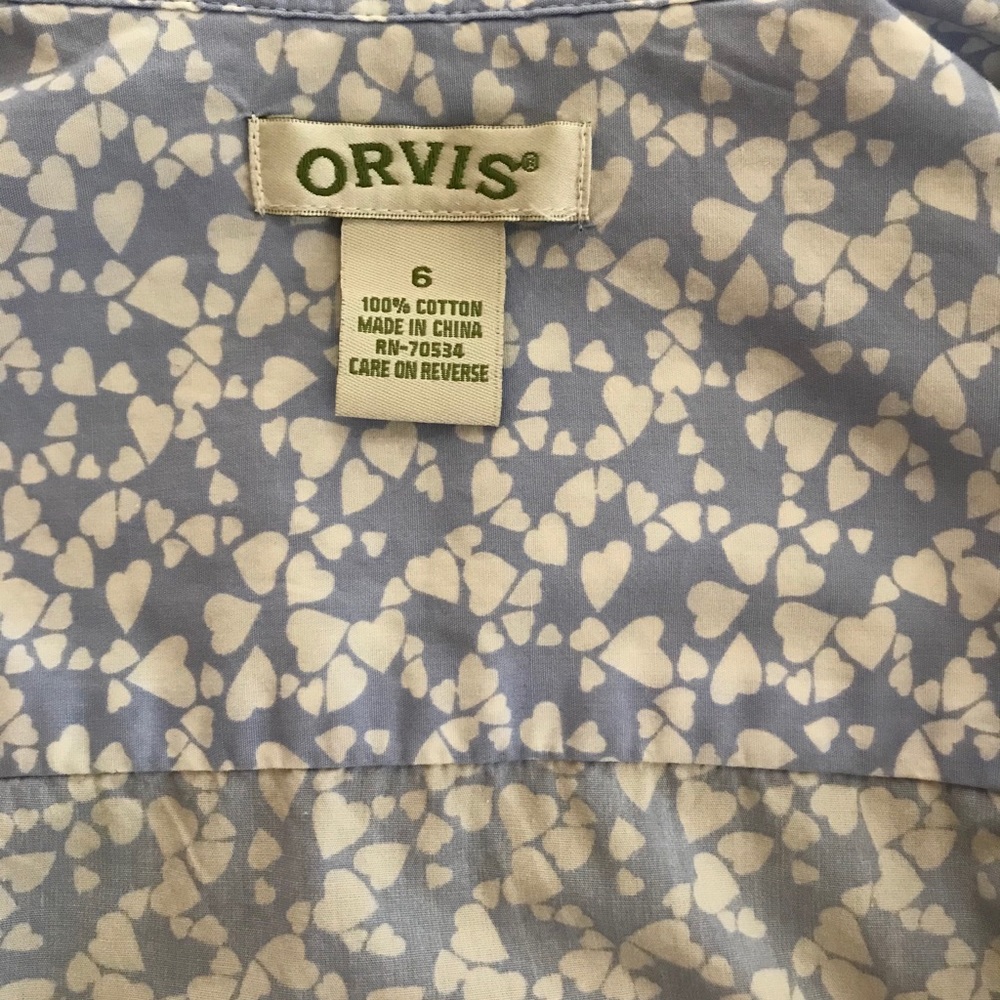 ORVIS®
6
100% COTTON
MADE IN CHINA
RN-70534
CARE ON REVERSE